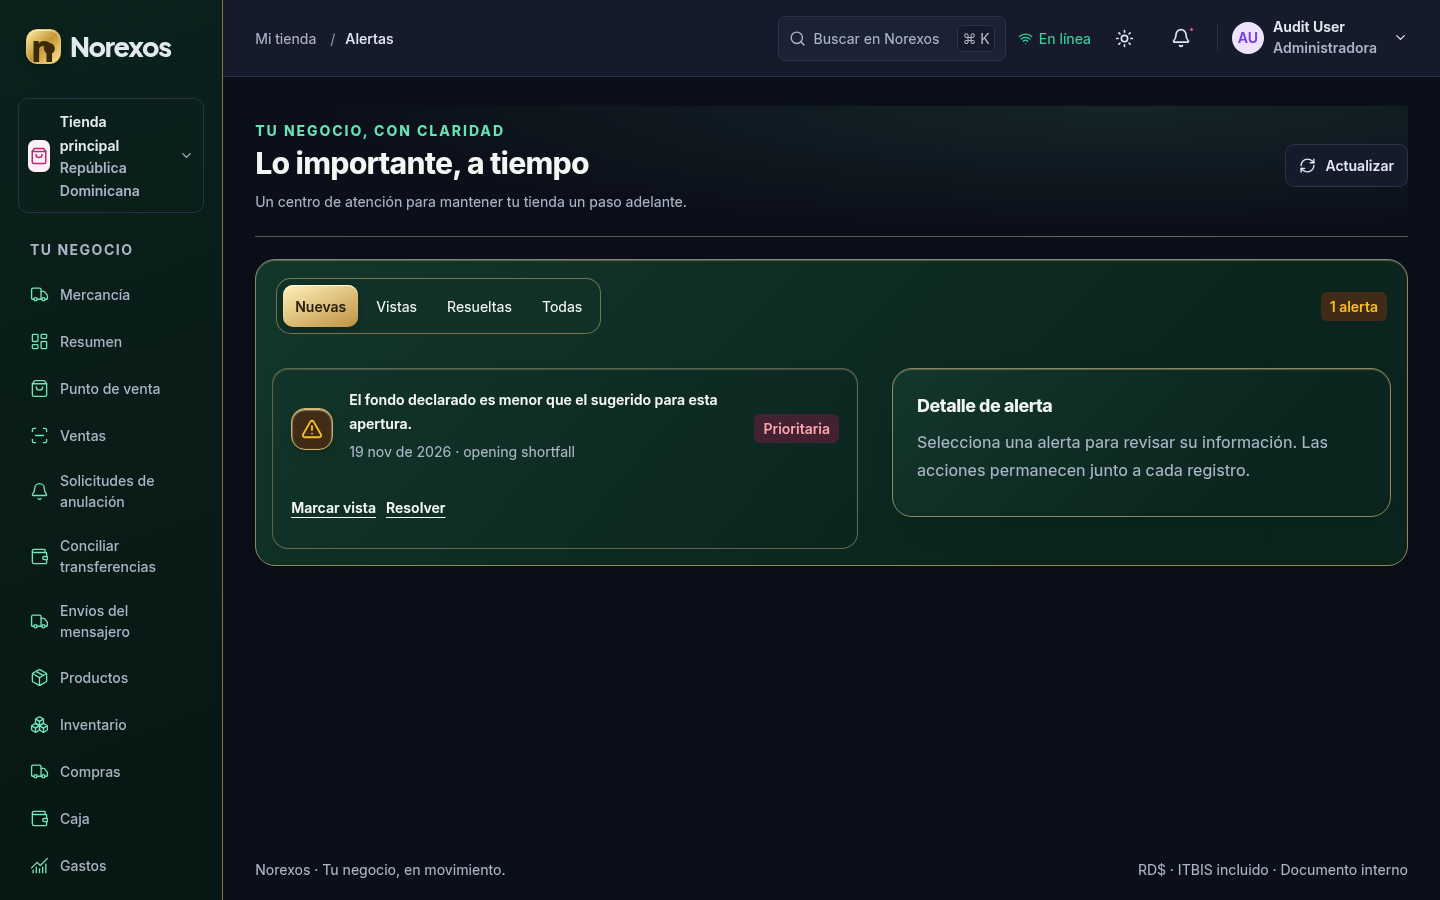 Norexos
Mi tienda / Alertas
Buscar en Norexos ⌘ K
En línea
AU
Audit User
Administradora
Tienda
principal
República
Dominicana
TU NEGOCIO
Mercancía
Resumen
Punto de venta
Ventas
Solicitudes de
anulación
Conciliar
transferencias
Envíos del
mensajero
Productos
Inventario
Compras
Caja
Gastos
TU NEGOCIO, CON CLARIDAD
Lo importante, a tiempo
Un centro de atención para mantener tu tienda un paso adelante.
Actualizar
Nuevas Vistas Resueltas Todas
1 alerta
El fondo declarado es menor que el sugerido para esta
apertura.
19 nov de 2026 · opening shortfall
Prioritaria
Marcar vista Resolver
Detalle de alerta
Selecciona una alerta para revisar su información. Las
acciones permanecen junto a cada registro.
Norexos · Tu negocio, en movimiento.
RD$ · ITBIS incluido · Documento interno